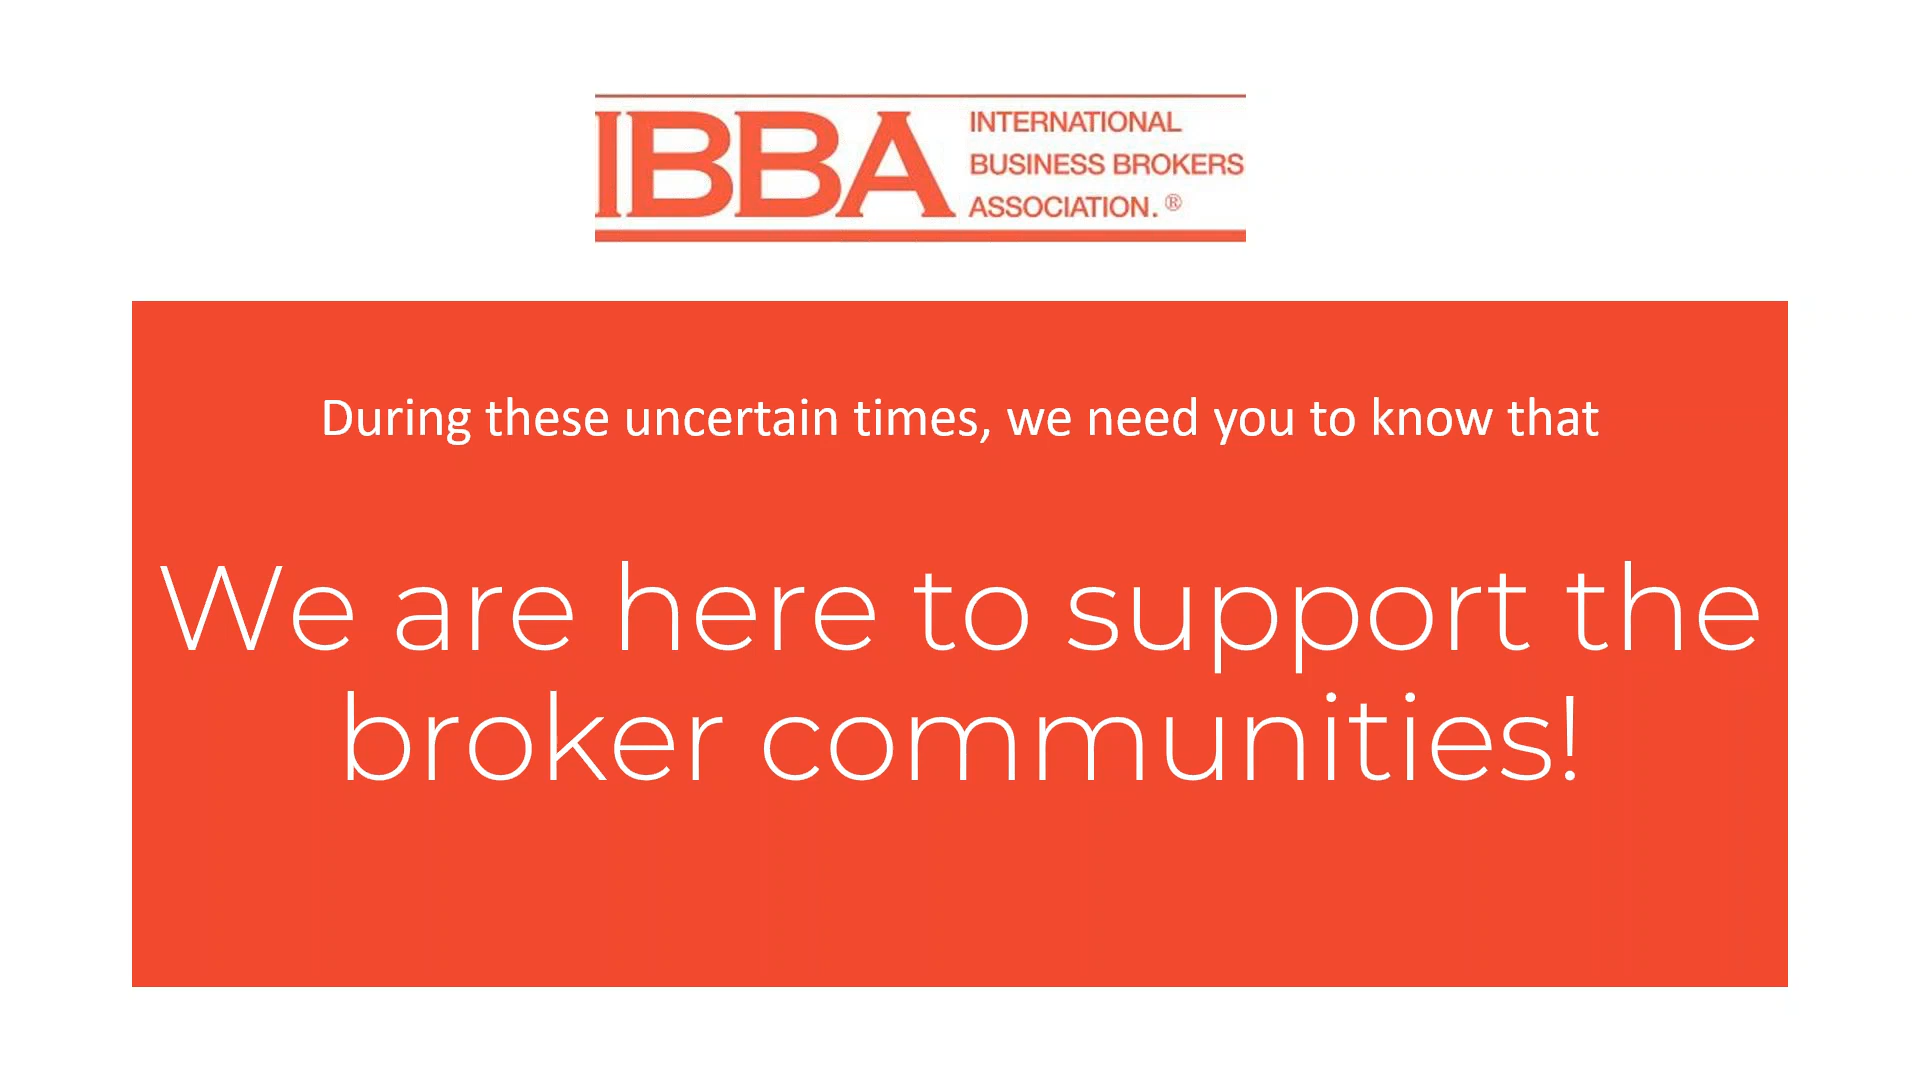 IBBA
INTERNATIONAL
BUSINESS BROKERS
ASSOCIATION. ®
During these uncertain times, we need you to know that
We are here to support the
broker communities!